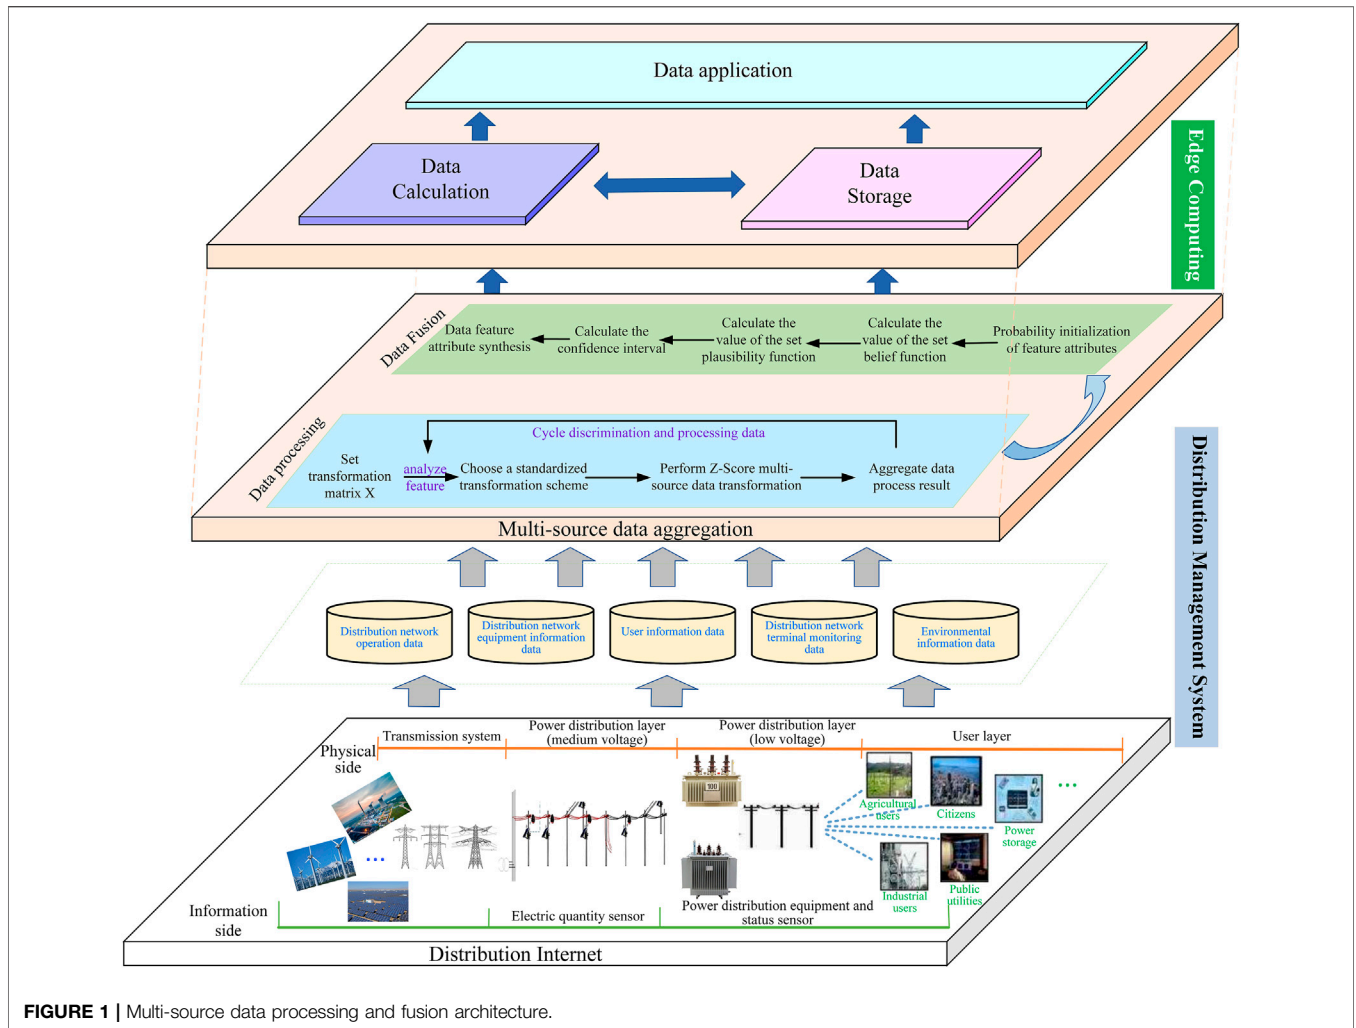 Data application
Data
Calculation
Data
Storage
Edge Computing
Data Fusion
Data feature
attribute synthesis
Calculate the
confidence interval
Calculate the
value of the set
plausibility function
Calculate the
value of the set
belief function
Probability initialization
of feature attributes
Data processing
Cycle discrimination and processing data
Set
transformation
matrix X
analyze
feature
Choose a standardized
transformation scheme
Perform Z-Score multi-
source data transformation
Aggregate data
process result
Multi-source data aggregation
Distribution Management System
Distribution network
operation data
Distribution network
equipment information
data
User information data
Distribution network
terminal monitoring
data
Environmental
information data
Physical
side
Transmission system
Power distribution layer
(medium voltage)
Power distribution layer
(low voltage)
User layer
100
Agricultural
users
Citizens
Power
storage
...
...
Industrial
users
Public
utilities
Information
side
Electric quantity sensor
Power distribution equipment and
status sensor
Distribution Internet
FIGURE 1 | Multi-source data processing and fusion architecture.